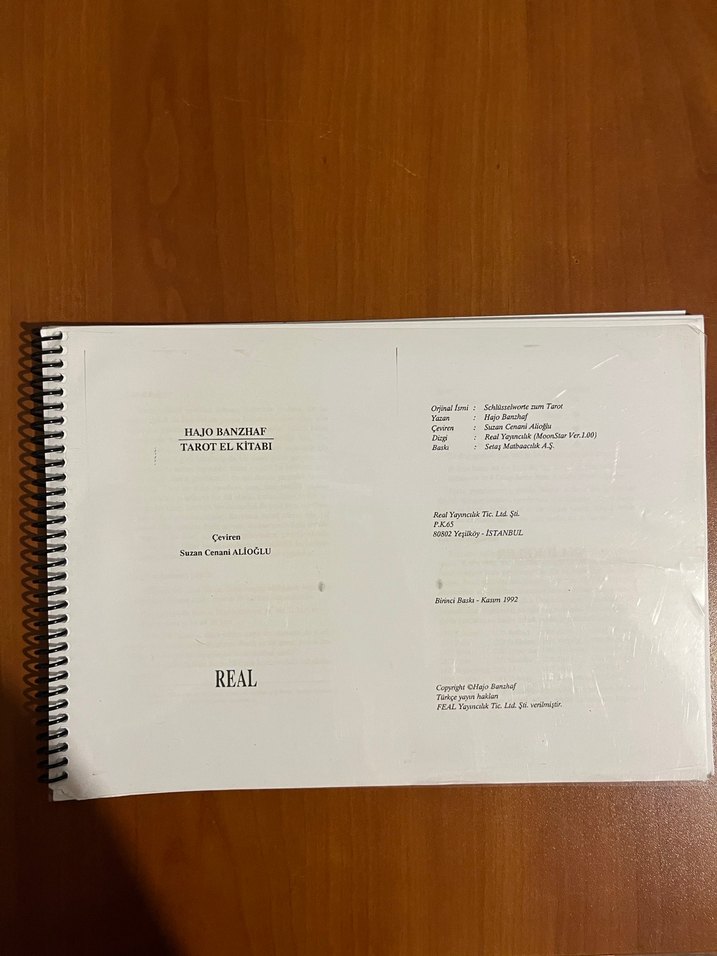 HAJO BANZHAF
TAROT EL KİTABI
Çeviren
Suzan Cenani ALİOĞLU
REAL
Orjinal İsmi : Schlüsselworte zum Tarot
Yazan : Hajo Banzhaf
Çeviren : Suzan Cenani Alioğlu
Dizgi : Real Yayıncılık (MoonStar Ver.1.00)
Baskı : Setaş Matbaacılık A.Ş.
Real Yayıncılık Tic. Ltd. Şti.
P.K.65
80802 Yeşilköy - İSTANBUL
Birinci Baskı - Kasım 1992
Copyright ©Hajo Banzhaf
Türkçe yayın hakları
FEAL Yayıncılık Tic. Ltd. Şti. verilmiştir.